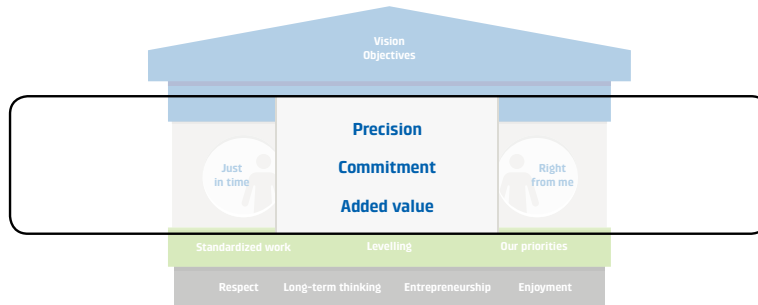 Vision
Objectives
Precision
Commitment
Added value
Just
in time
Right
from me
Standardized work Levelling Our priorities
Respect Long-term thinking Entrepreneurship Enjoyment